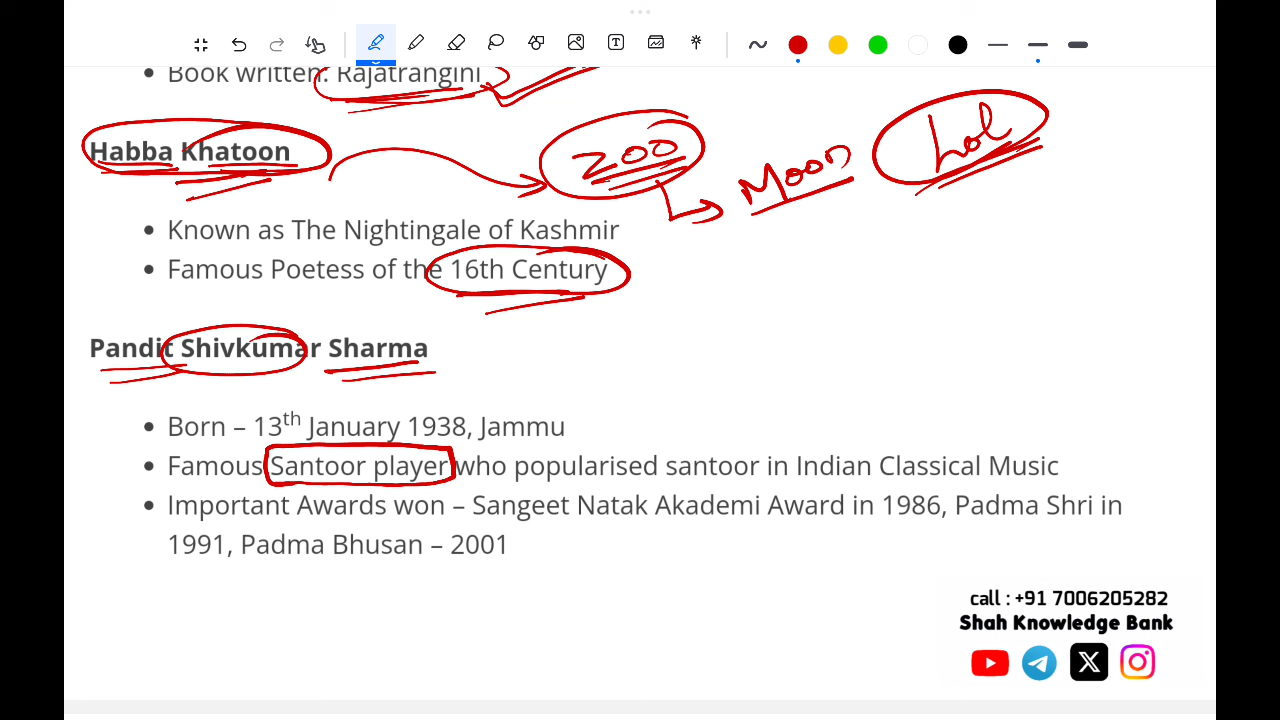 Book written: Rajatrangini
Habba Khatoon
zoo
Moon
Lol
Known as The Nightingale of Kashmir
Famous Poetess of the 16th Century
Pandit Shivkumar Sharma
Born – 13th January 1938, Jammu
Famous Santoor player who popularised santoor in Indian Classical Music
Important Awards won – Sangeet Natak Akademi Award in 1986, Padma Shri in
1991, Padma Bhusan – 2001
call : +91 7006205282
Shah Knowledge Bank